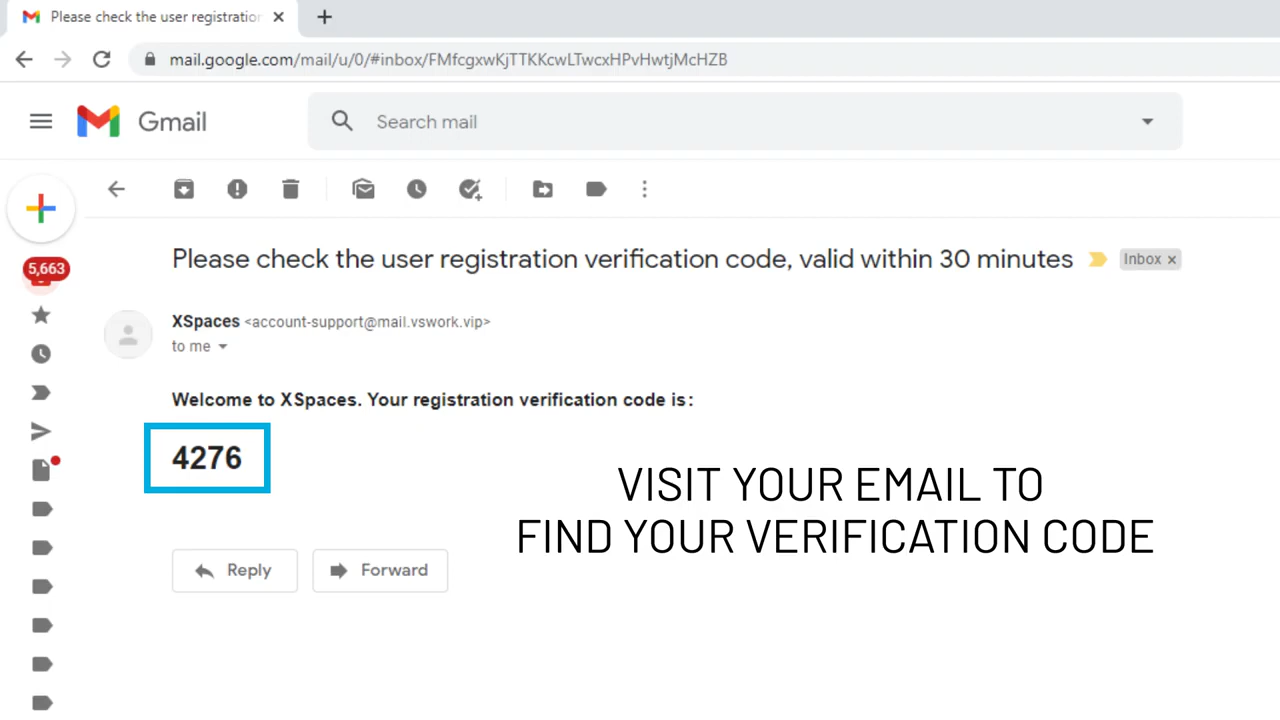 Please check the user registration
mail.google.com/mail/u/0/#inbox/FMfcgxwKjTTKKcwLTwcxHPvHwtjMcHZB
Gmail
Search mail
Please check the user registration verification code, valid within 30 minutes
Inbox ×
5,663
XSpaces <account-support@mail.vswork.vip>
to me
Welcome to XSpaces. Your registration verification code is:
4276
VISIT YOUR EMAIL TO
FIND YOUR VERIFICATION CODE
Reply
Forward